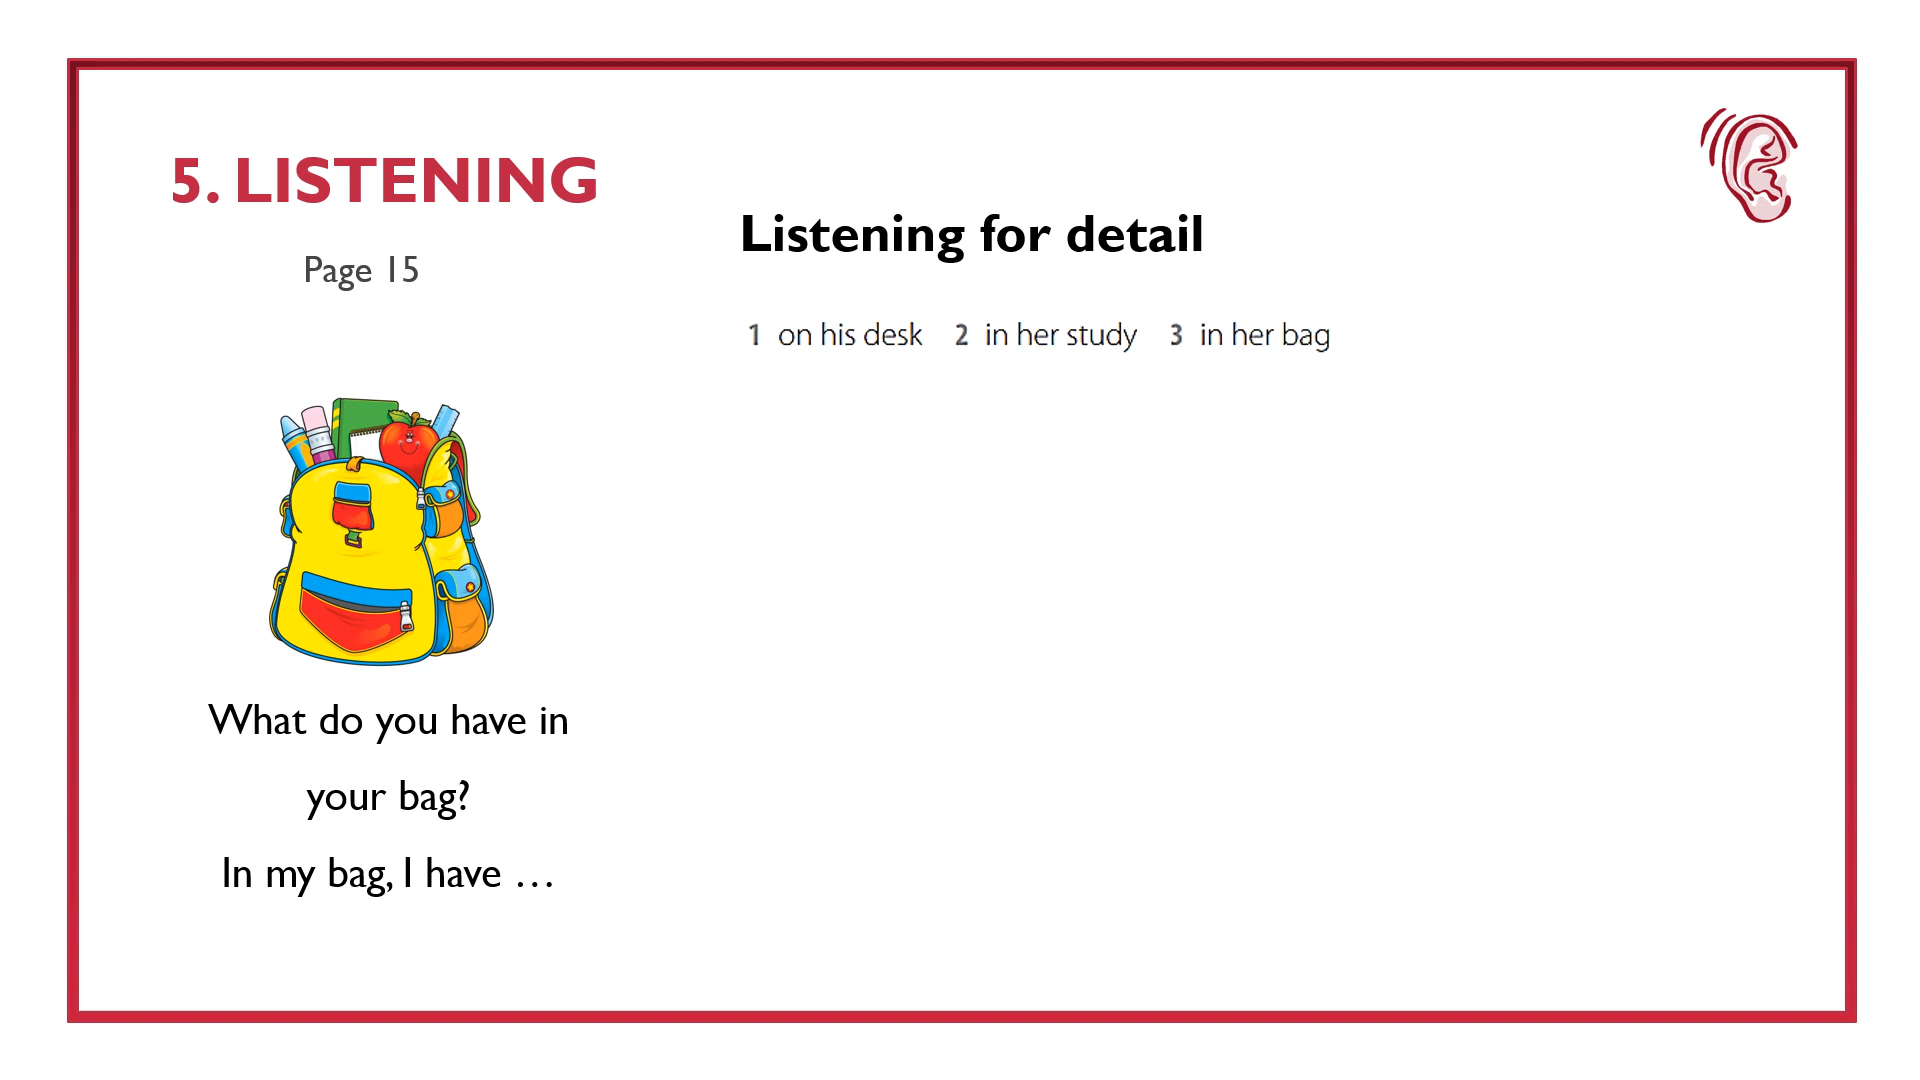 5. LISTENING
Page 15
What do you have in
your bag?
In my bag, I have …
Listening for detail
1 on his desk 2 in her study 3 in her bag